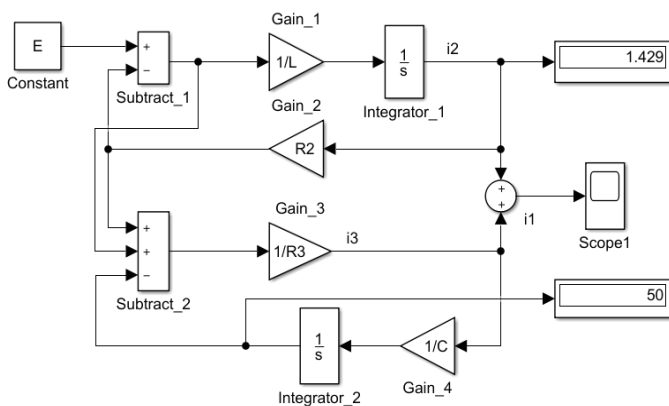 Gain_1
E
+
−
1/L
1
s
i2
1.429
Constant
Subtract_1
Gain_2
Integrator_1
R2
+
+
Gain_3
i1
+
+
−
1/R3
i3
Scope1
Subtract_2
50
1
s
1/C
Integrator_2
Gain_4